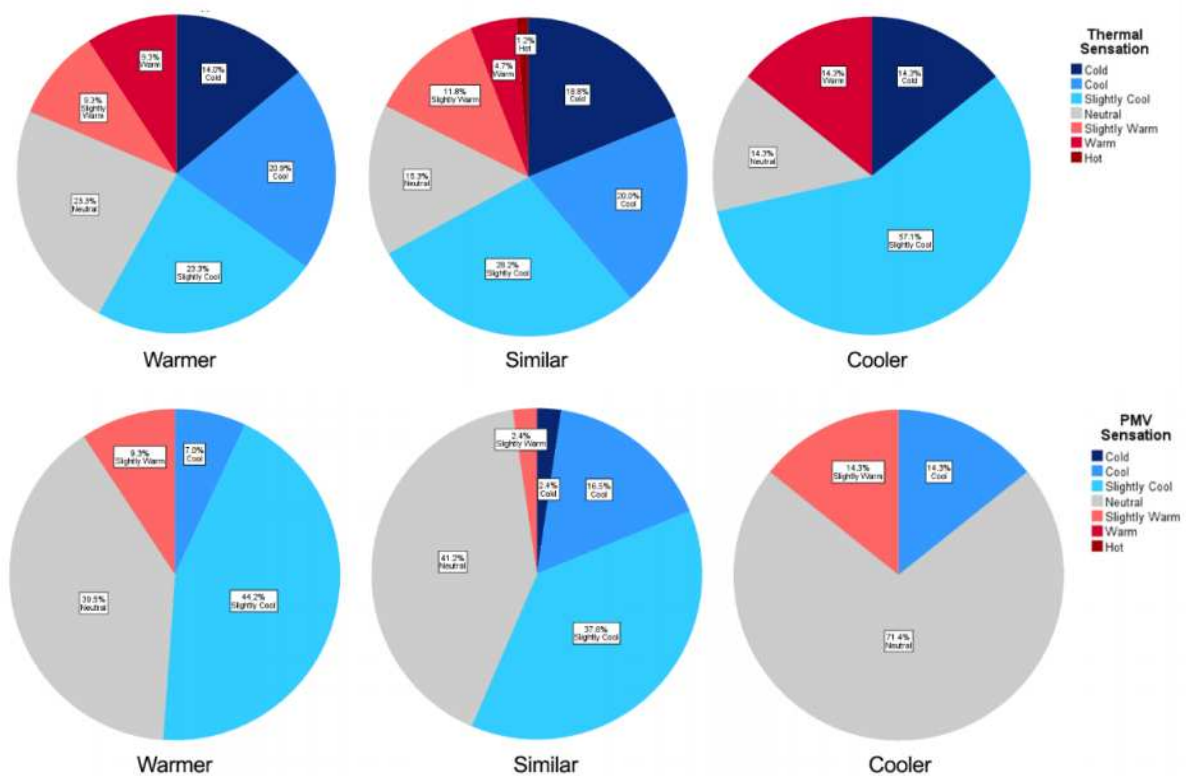 Thermal
Sensation
Cold
Cool
Slightly Cool
Neutral
Slightly Warm
Warm
Hot
9.3%
Warm
14.0%
Cold
9.3%
Slightly
Warm
20.9%
Cool
23.3%
Neutral
23.3%
Slightly Cool
Warmer
1.2%
Hot
4.7%
Warm
18.8%
Cold
11.8%
Slightly Warm
20.0%
Cool
15.3%
Neutral
28.2%
Slightly Cool
Similar
14.3%
Warm
14.3%
Cold
14.3%
Neutral
57.1%
Slightly Cool
Cooler
PMV
Sensation
Cold
Cool
Slightly Cool
Neutral
Slightly Warm
Warm
Hot
9.3%
Slightly Warm
7.0%
Cool
39.5%
Neutral
44.2%
Slightly Cool
Warmer
2.4%
Slightly Warm
2.4%
Cold
16.5%
Cool
41.2%
Neutral
37.6%
Slightly Cool
Similar
14.3%
Slightly Warm
14.3%
Cool
71.4%
Neutral
Cooler